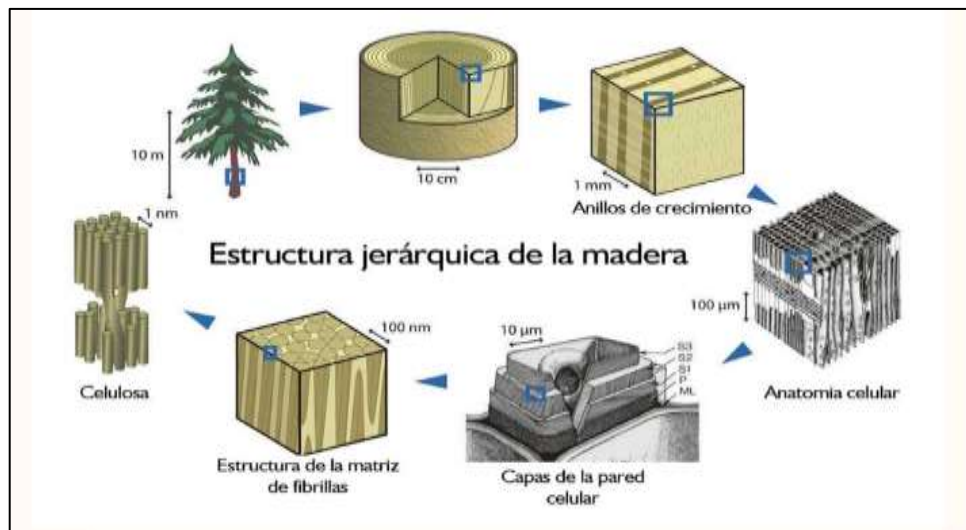 10 m
10 cm
1 mm
Anillos de crecimiento
1 nm
Estructura jerárquica de la madera
100 µm
Anatomia celular
10 µm
S3
S2
S1
P
ML
Capas de la pared
celular
100 nm
Estructura de la matriz
de fibrillas
Celulosa